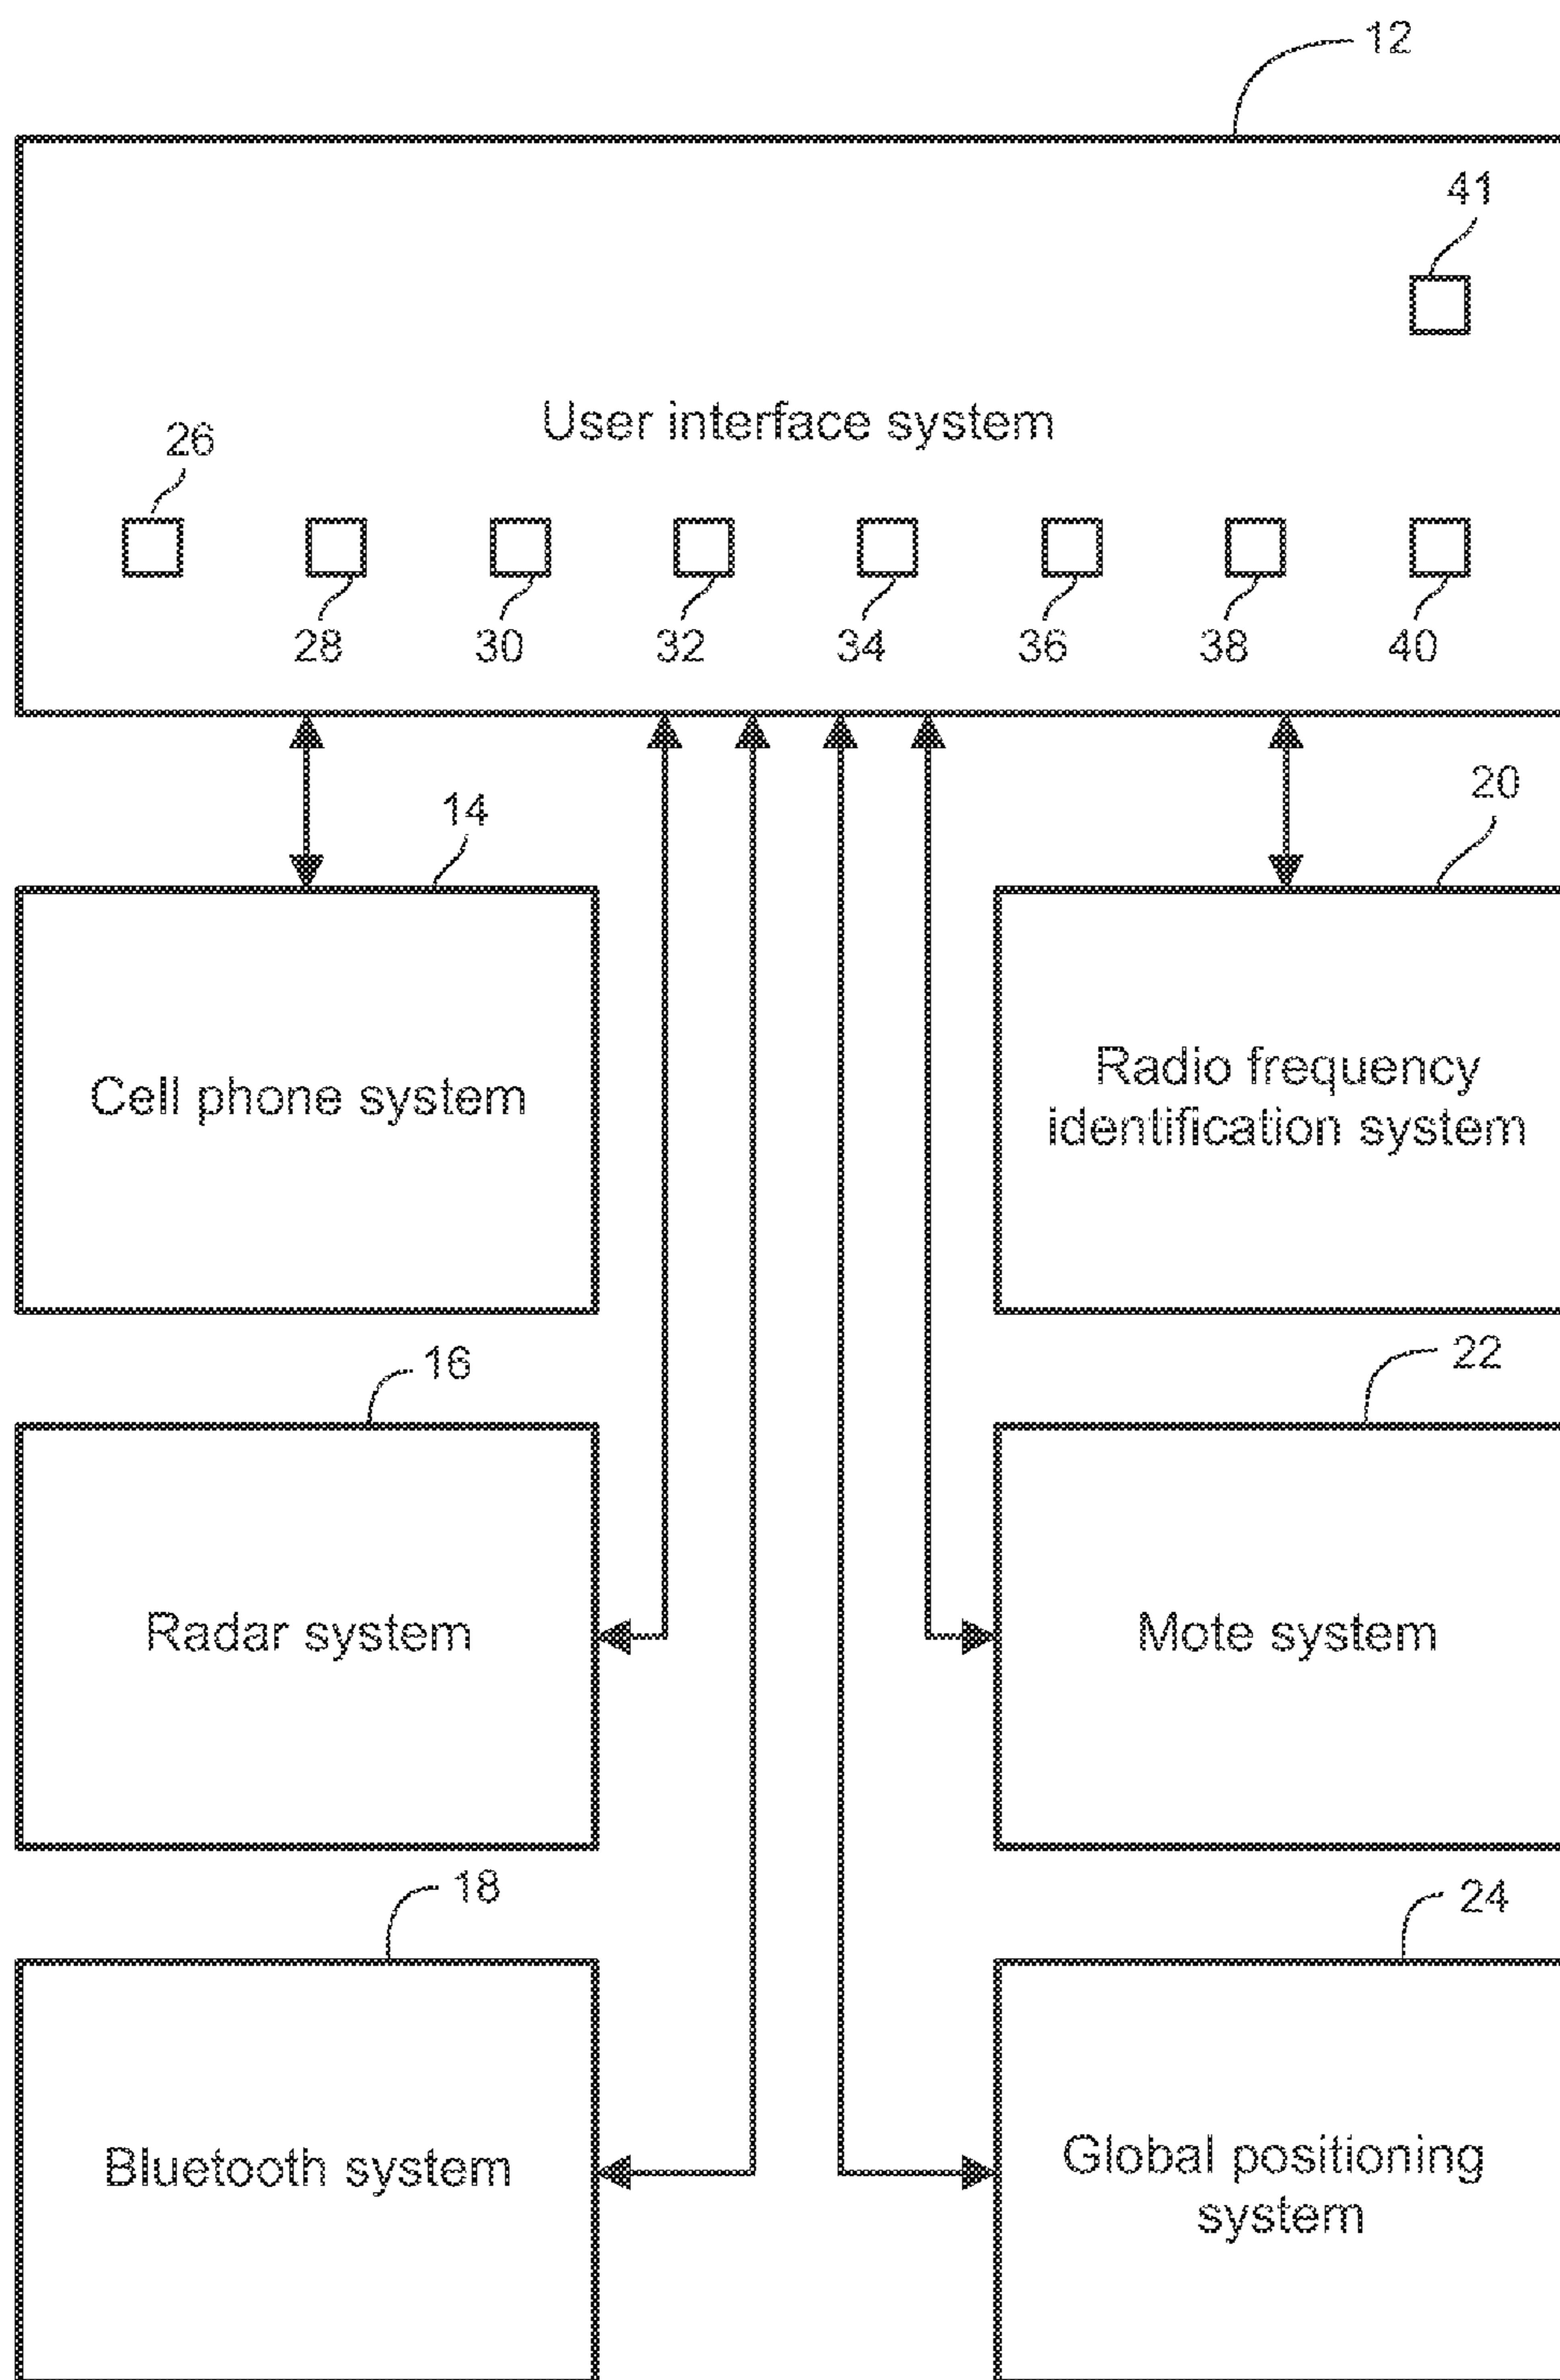 12
41
26
User interface system
28 30 32 34 36 38 40
14
20
Cell phone system
Radio frequency
identification system
16
22
Radar system
Mote system
18
24
Bluetooth system
Global positioning
system